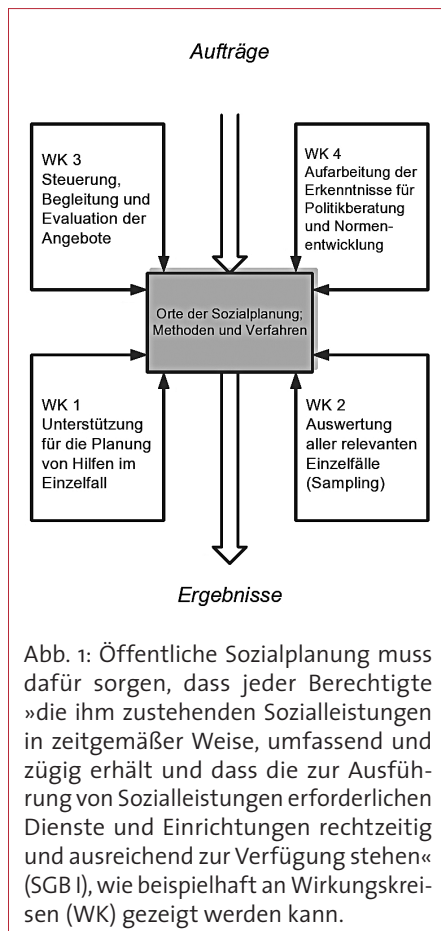 Aufträge
WK 3
Steuerung,
Begleitung und
Evaluation der
Angebote
WK 4
Aufarbeitung der
Erkenntnisse für
Politikberatung
und Normen-
entwicklung
Orte der Sozialplanung;
Methoden und Verfahren
WK 1
Unterstützung
für die Planung
von Hilfen im
Einzelfall
WK 2
Auswertung
aller relevanten
Einzelfälle
(Sampling)
Ergebnisse
Abb. 1: Öffentliche Sozialplanung muss
dafür sorgen, dass jeder Berechtigte
»die ihm zustehenden Sozialleistungen
in zeitgemäßer Weise, umfassend und
zügig erhält und dass die zur Ausfüh-
rung von Sozialleistungen erforderlichen
Dienste und Einrichtungen rechtzeitig
und ausreichend zur Verfügung stehen«
(SGB I), wie beispielhaft an Wirkungskrei-
sen (WK) gezeigt werden kann.